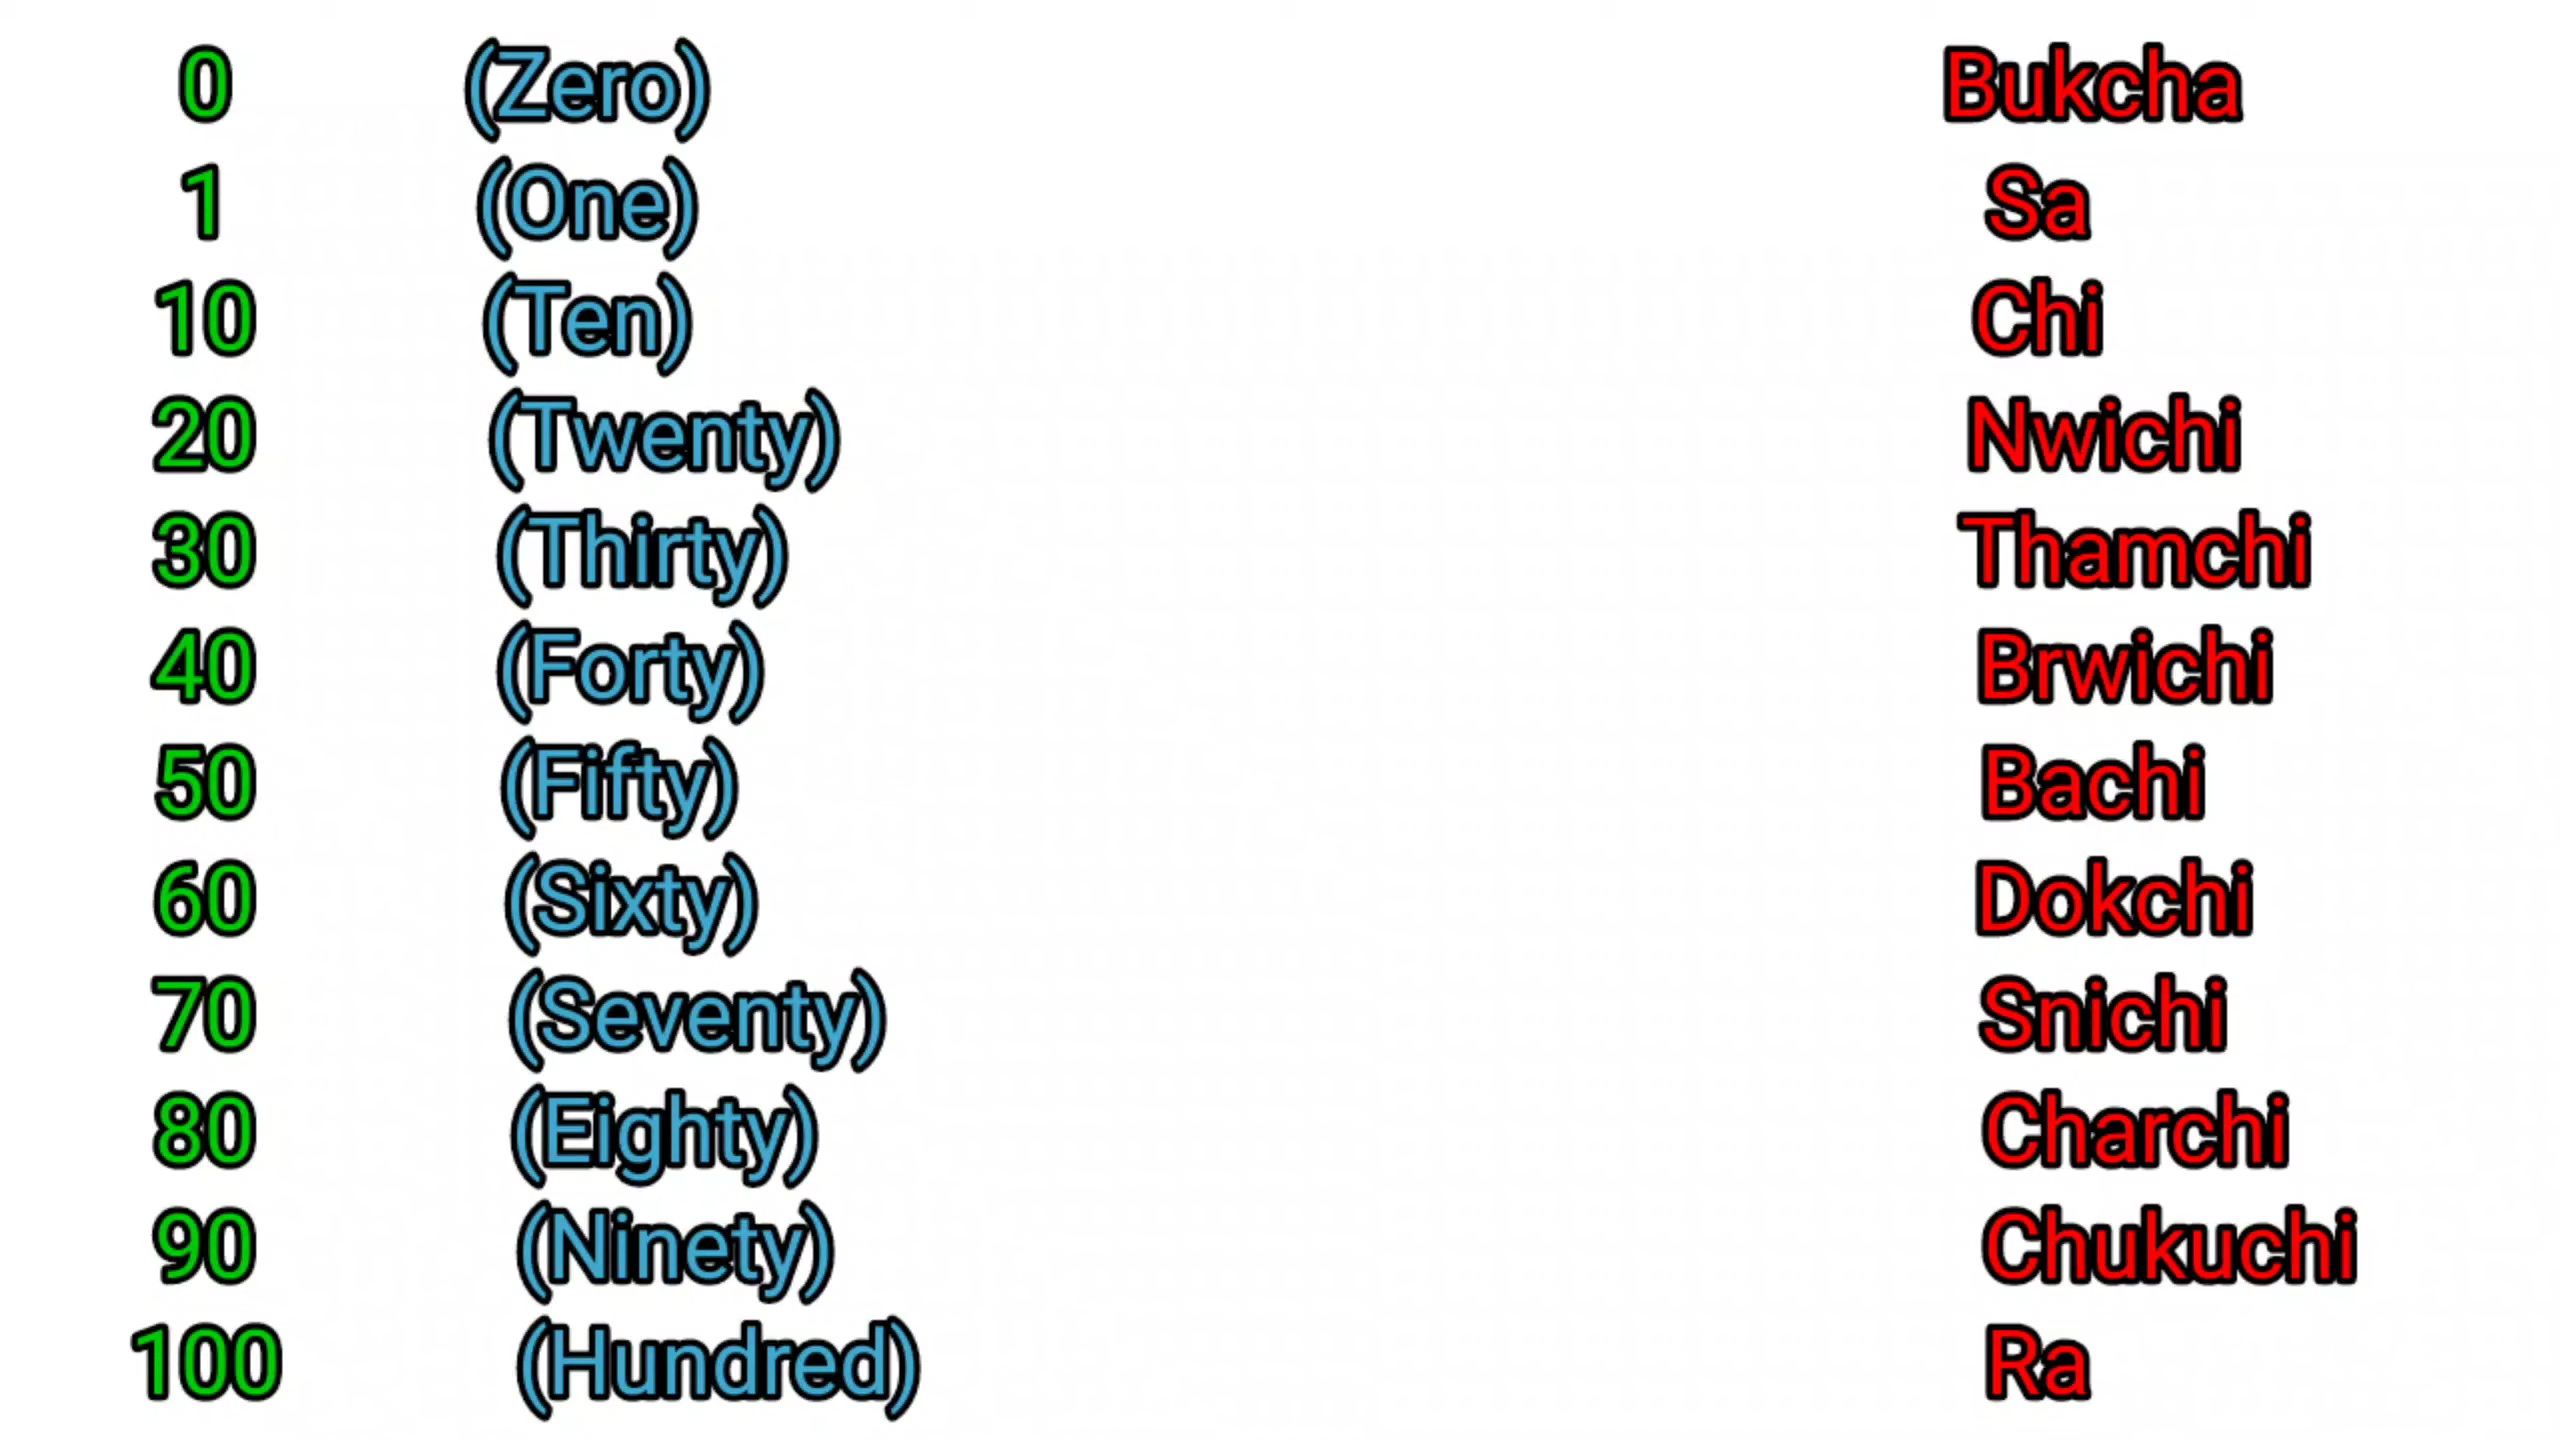 0 (Zero) Bukcha
1 (One) Sa
10 (Ten) Chi
20 (Twenty) Nwichi
30 (Thirty) Thamchi
40 (Forty) Brwichi
50 (Fifty) Bachi
60 (Sixty) Dokchi
70 (Seventy) Snichi
80 (Eighty) Charchi
90 (Ninety) Chukuchi
100 (Hundred) Ra